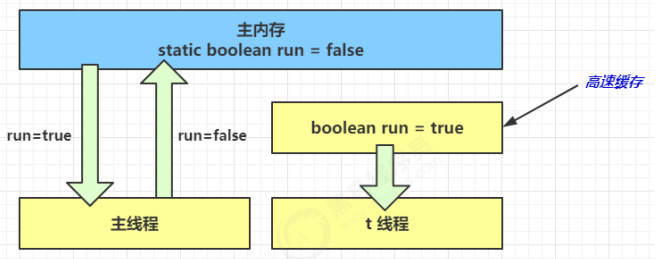 主内存
static boolean run = false
高速缓存
run=true
run=false
boolean run = true
主线程
t 线程